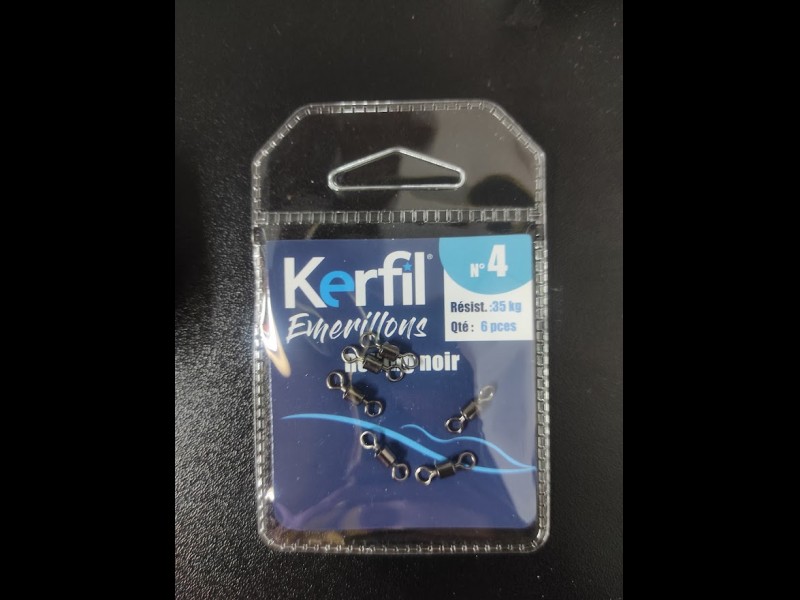 Kerfil®
Emerillons
noir
N° 4
Résist. :35 kg
Qté : 6 pces